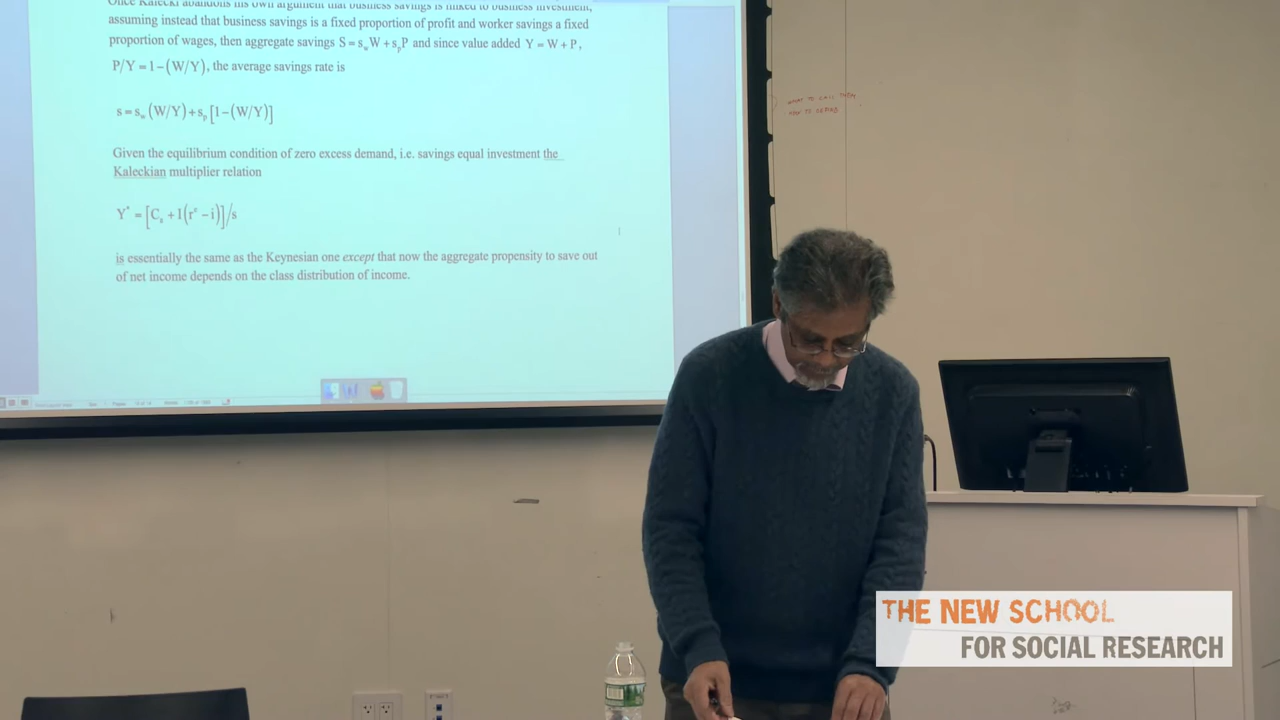 Once Kalecki abandons his own argument that business savings is linked to business investment,
assuming instead that business savings is a fixed proportion of profit and worker savings a fixed
proportion of wages, then aggregate savings S = s_w W + s_p P and since value added Y = W + P ,
P/Y = 1 − (W/Y), the average savings rate is
s = s_w (W/Y) + s_p [1 − (W/Y)]
Given the equilibrium condition of zero excess demand, i.e. savings equal investment the
Kaleckian multiplier relation
is essentially the same as the Keynesian one except that now the aggregate propensity to save out
of net income depends on the class distribution of income.
WHAT TO CALL THEM
THE NEW SCHOOL
FOR SOCIAL RESEARCH